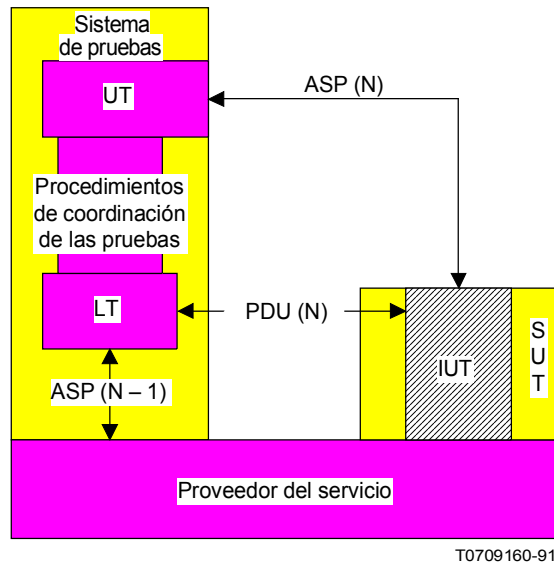 Sistema
de pruebas
UT
ASP (N)
Procedimientos
de coordinación
de las pruebas
LT
PDU (N)
ASP (N – 1)
IUT
S
U
T
Proveedor del servicio
T0709160-91